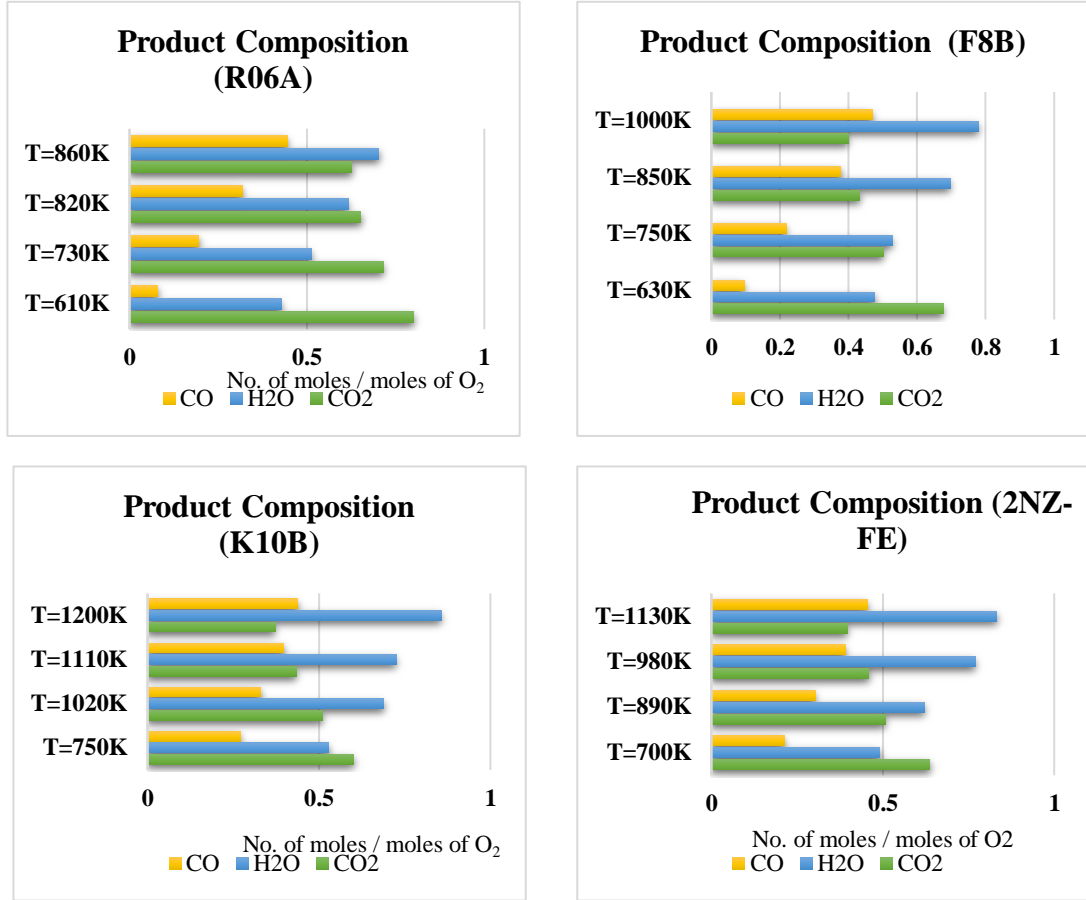 Product Composition
(R06A)
T=860K
T=820K
T=730K
T=610K
0 0.5 1
No. of moles / moles of O₂
CO H2O CO2
Product Composition (F8B)
T=1000K
T=850K
T=750K
T=630K
0 0.2 0.4 0.6 0.8 1
CO H2O CO2
Product Composition
(K10B)
T=1200K
T=1110K
T=1020K
T=750K
0 0.5 1
No. of moles / moles of O₂
CO H2O CO2
Product Composition (2NZ-
FE)
T=1130K
T=980K
T=890K
T=700K
0 0.5 1
No. of moles / moles of O2
CO H2O CO2